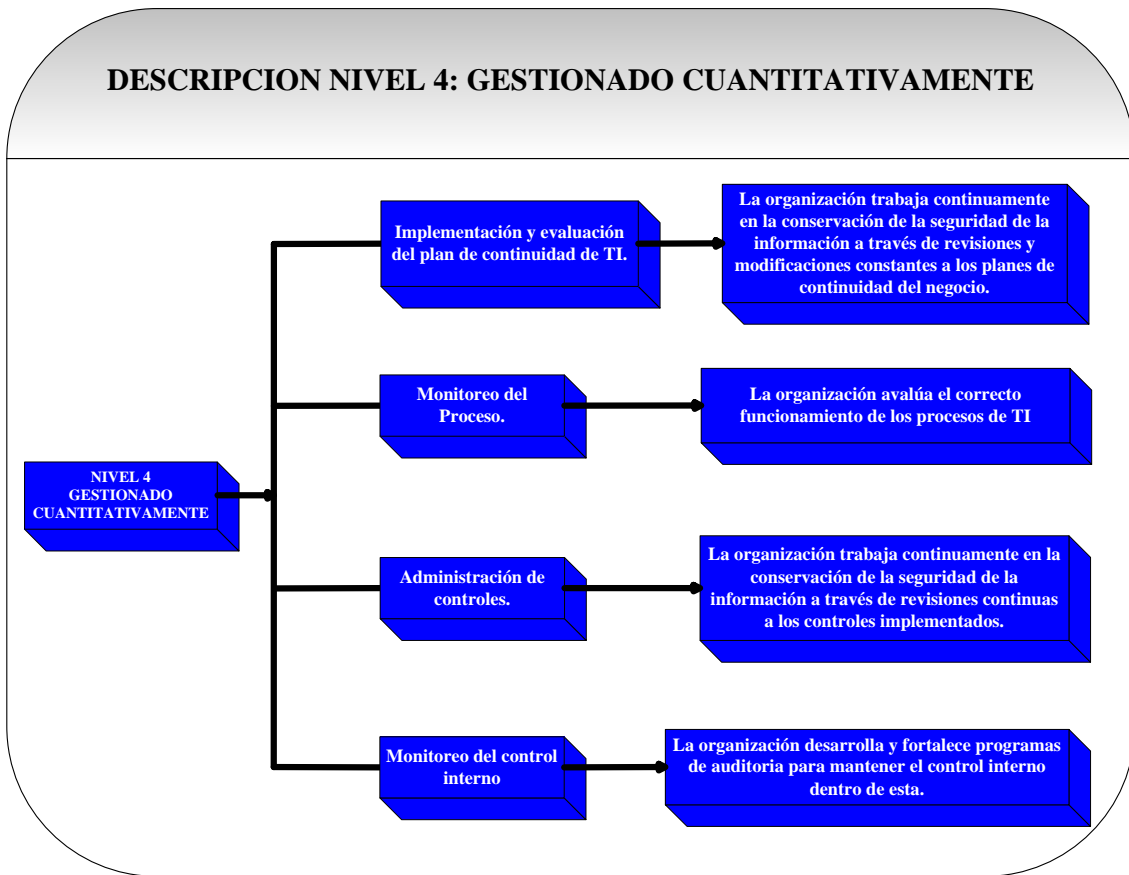 DESCRIPCION NIVEL 4: GESTIONADO CUANTITATIVAMENTE
NIVEL 4
GESTIONADO
CUANTITATIVAMENTE
Implementación y evaluación
del plan de continuidad de TI.
La organización trabaja continuamente
en la conservación de la seguridad de la
información a través de revisiones y
modificaciones constantes a los planes de
continuidad del negocio.
Monitoreo del
Proceso.
La organización avalúa el correcto
funcionamiento de los procesos de TI
Administración de
controles.
La organización trabaja continuamente en la
conservación de la seguridad de la
información a través de revisiones continuas
a los controles implementados.
Monitoreo del control
interno
La organización desarrolla y fortalece programas
de auditoria para mantener el control interno
dentro de esta.